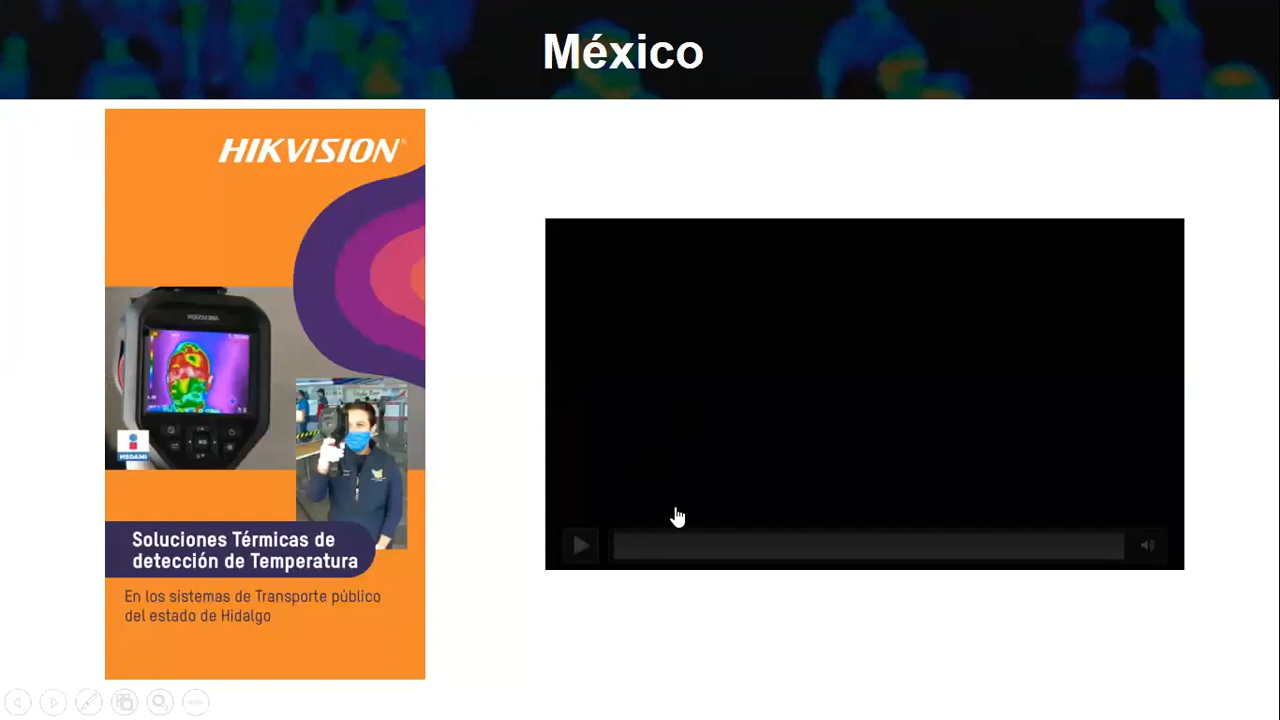 México
HIKVISION
Soluciones Térmicas de
detección de Temperatura
En los sistemas de Transporte público
del estado de Hidalgo